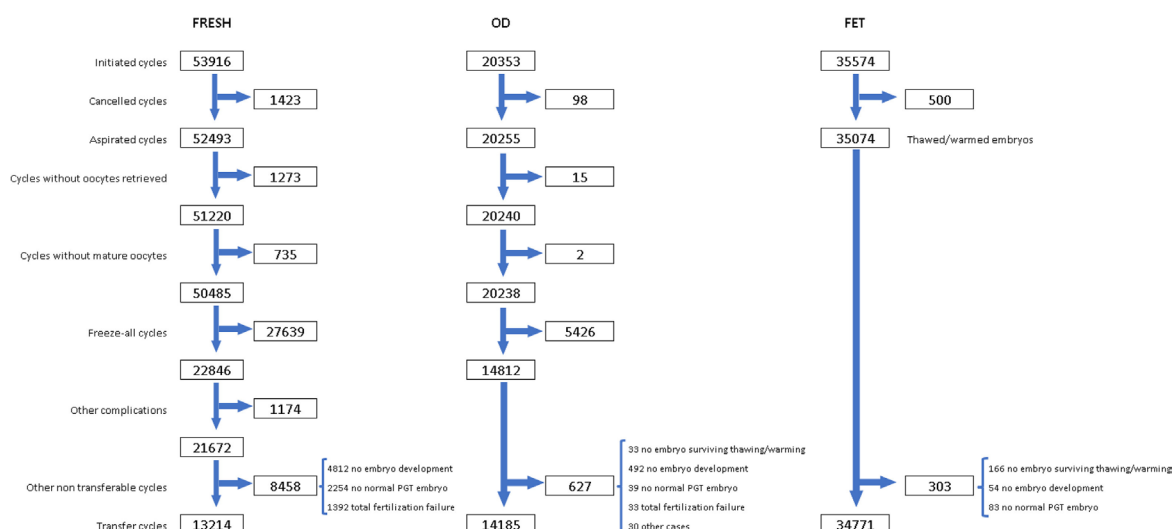 FRESH OD FET
Initiated cycles 53916 20353 35574
Cancelled cycles 1423 98 500
Aspirated cycles 52493 20255 35074 Thawed/warmed embryos
Cycles without oocytes retrieved 1273 15
51220 20240
Cycles without mature oocytes 735 2
50485 20238
Freeze-all cycles 27639 5426
22846 14812
Other complications 1174
21672
33 no embryo surviving thawing/warming
4812 no embryo development 492 no embryo development 166 no embryo surviving thawing/warming
Other non transferable cycles 8458 2254 no normal PGT embryo 627 39 no normal PGT embryo 303 54 no embryo development
1392 total fertilization failure 33 total fertilization failure 83 no normal PGT embryo
Transfer cycles 13214 14185 30 other cases 34771